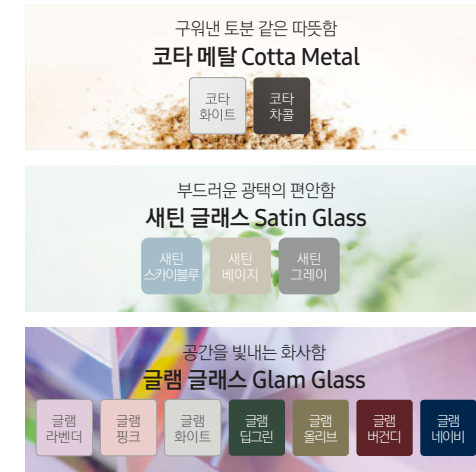 구워낸 토분 같은 따뜻함
코타 메탈 Cotta Metal
코타
화이트
코타
차콜
부드러운 광택의 편안함
새틴 글래스 Satin Glass
새틴
스카이블루
새틴
베이지
새틴
그레이
공간을 빛내는 화사함
글램 글래스 Glam Glass
글램
라벤더
글램
핑크
글램
화이트
글램
딥그린
글램
올리브
글램
버건디
글램
네이비